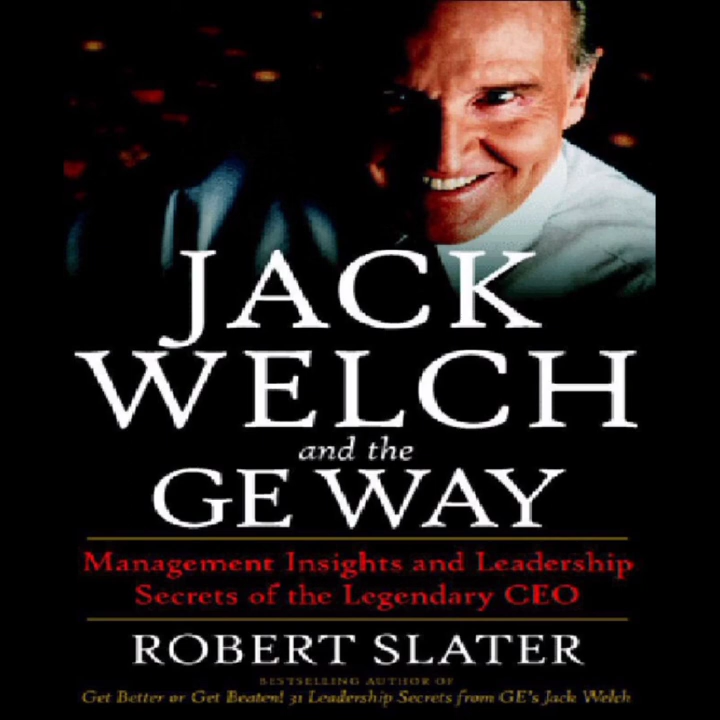 JACK
WELCH
and the
GE WAY
Management Insights and Leadership
Secrets of the Legendary CEO
ROBERT SLATER
BESTSELLING AUTHOR OF
Get Better or Get Beaten! 31 Leadership Secrets from GE's Jack Welch